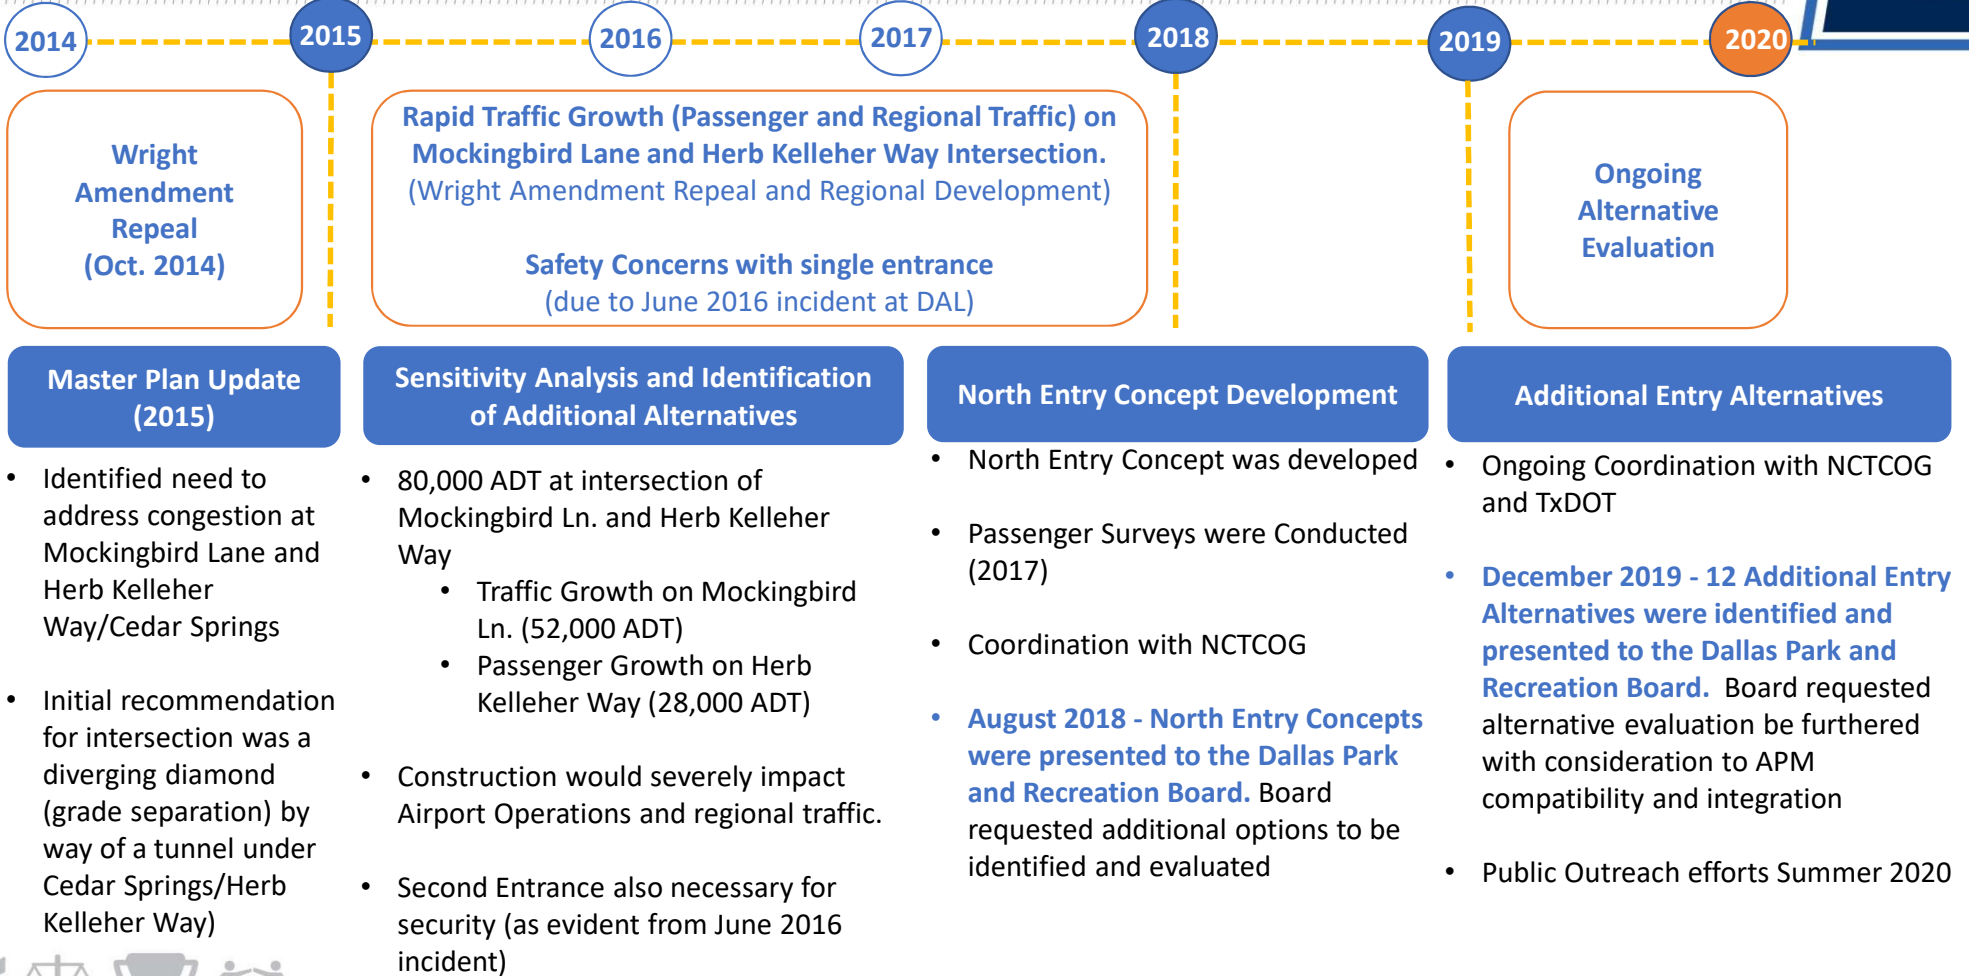 2014
2015
2016
2017
2018
2019
2020
Wright
Amendment
Repeal
(Oct. 2014)
Rapid Traffic Growth (Passenger and Regional Traffic) on
Mockingbird Lane and Herb Kelleher Way Intersection.
(Wright Amendment Repeal and Regional Development)
Safety Concerns with single entrance
(due to June 2016 incident at DAL)
Ongoing
Alternative
Evaluation
Master Plan Update
(2015)
• Identified need to
address congestion at
Mockingbird Lane and
Herb Kelleher
Way/Cedar Springs
• Initial recommendation
for intersection was a
diverging diamond
(grade separation) by
way of a tunnel under
Cedar Springs/Herb
Kelleher Way)
Sensitivity Analysis and Identification
of Additional Alternatives
• 80,000 ADT at intersection of
Mockingbird Ln. and Herb Kelleher
Way
• Traffic Growth on Mockingbird
Ln. (52,000 ADT)
• Passenger Growth on Herb
Kelleher Way (28,000 ADT)
• Construction would severely impact
Airport Operations and regional traffic.
• Second Entrance also necessary for
security (as evident from June 2016
incident)
North Entry Concept Development
• North Entry Concept was developed
• Passenger Surveys were Conducted
(2017)
• Coordination with NCTCOG
• August 2018 - North Entry Concepts
were presented to the Dallas Park
and Recreation Board. Board
requested additional options to be
identified and evaluated
Additional Entry Alternatives
• Ongoing Coordination with NCTCOG
and TxDOT
• December 2019 - 12 Additional Entry
Alternatives were identified and
presented to the Dallas Park and
Recreation Board. Board requested
alternative evaluation be furthered
with consideration to APM
compatibility and integration
• Public Outreach efforts Summer 2020